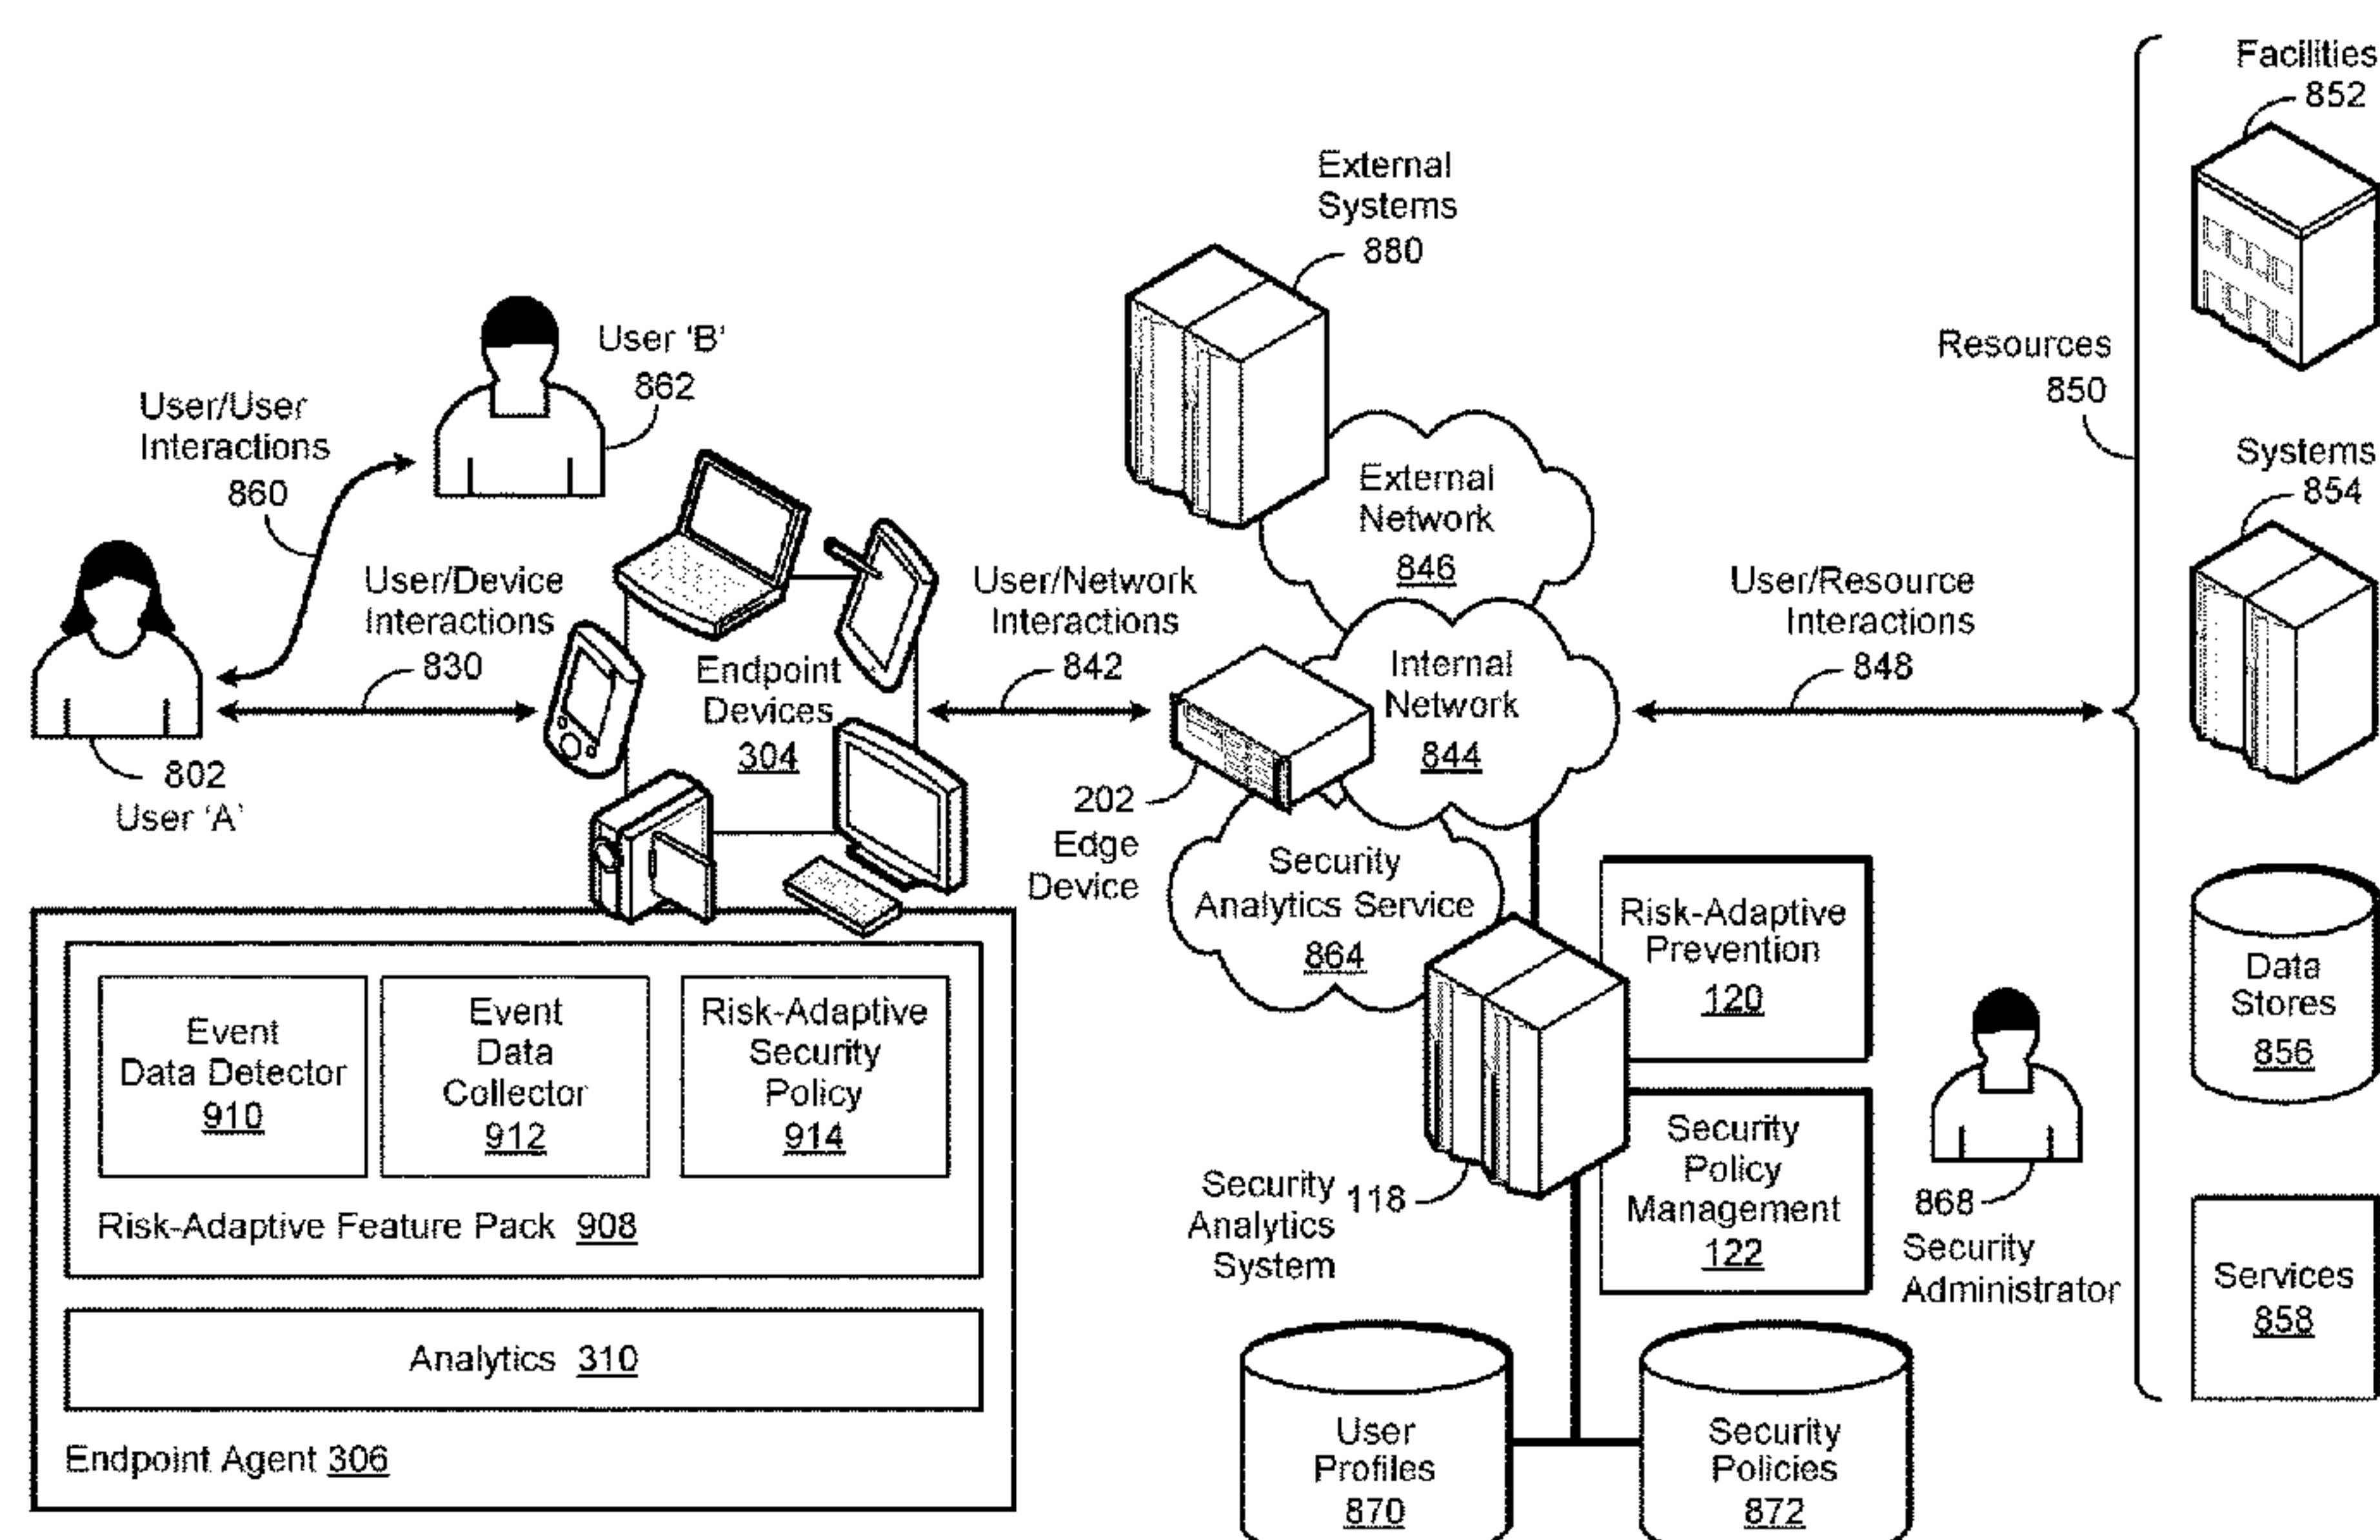 Facilities
852
External
Systems
880
User 'B'
862
Resources
850
User/User
Interactions
860
Systems
854
External
Network
846
User/Device
Interactions
830
User/Network
Interactions
842
User/Resource
Interactions
848
Endpoint
Devices
304
Internal
Network
844
802
User 'A'
202
Edge
Device
Security
Analytics Service
864
Risk-Adaptive
Prevention
120
Data
Stores
856
Event
Data Detector
910
Event
Data
Collector
912
Risk-Adaptive
Security
Policy
914
Risk-Adaptive Feature Pack 908
Security
Analytics
System
118
Security
Policy
Management
122
868
Security
Administrator
Services
858
Analytics 310
Endpoint Agent 306
User
Profiles
870
Security
Policies
872